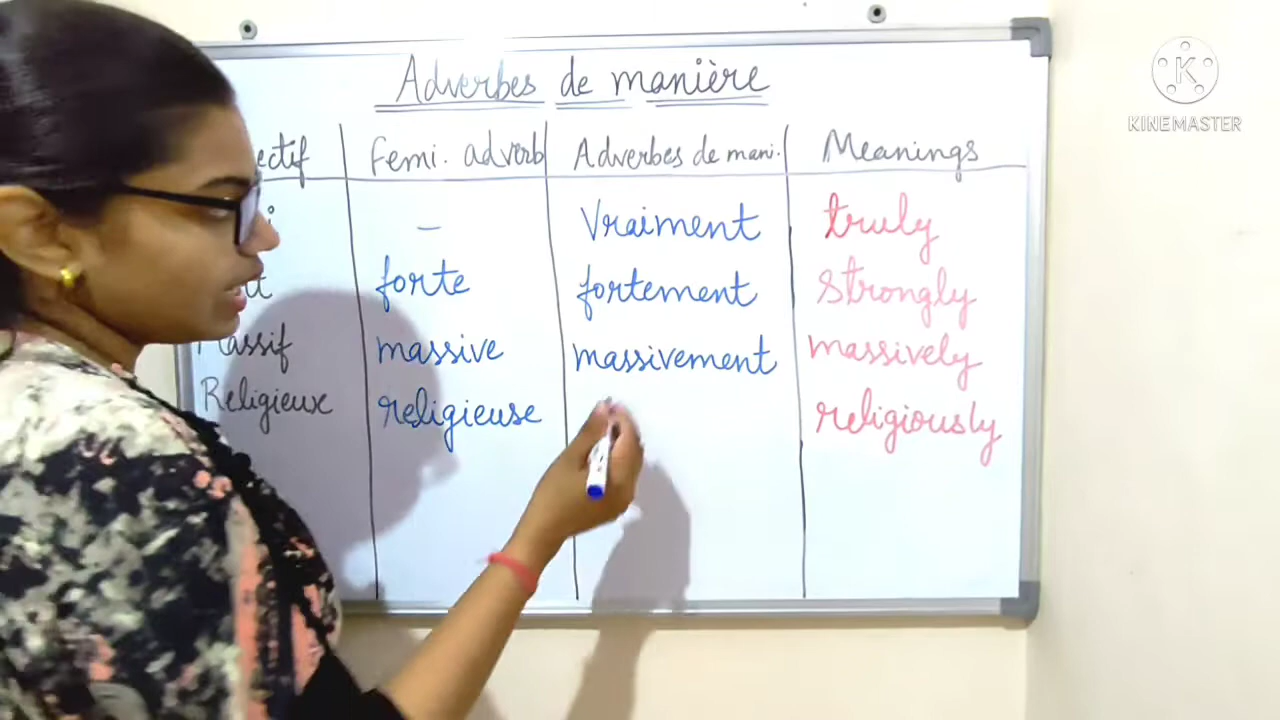 Adverbes de manière
Femi. adverb Adverbes de mani. Meanings
- Vraiment truly
forte fortement strongly
Massif massive massivement massively
Religieux religieuse religiously
KINEMASTER